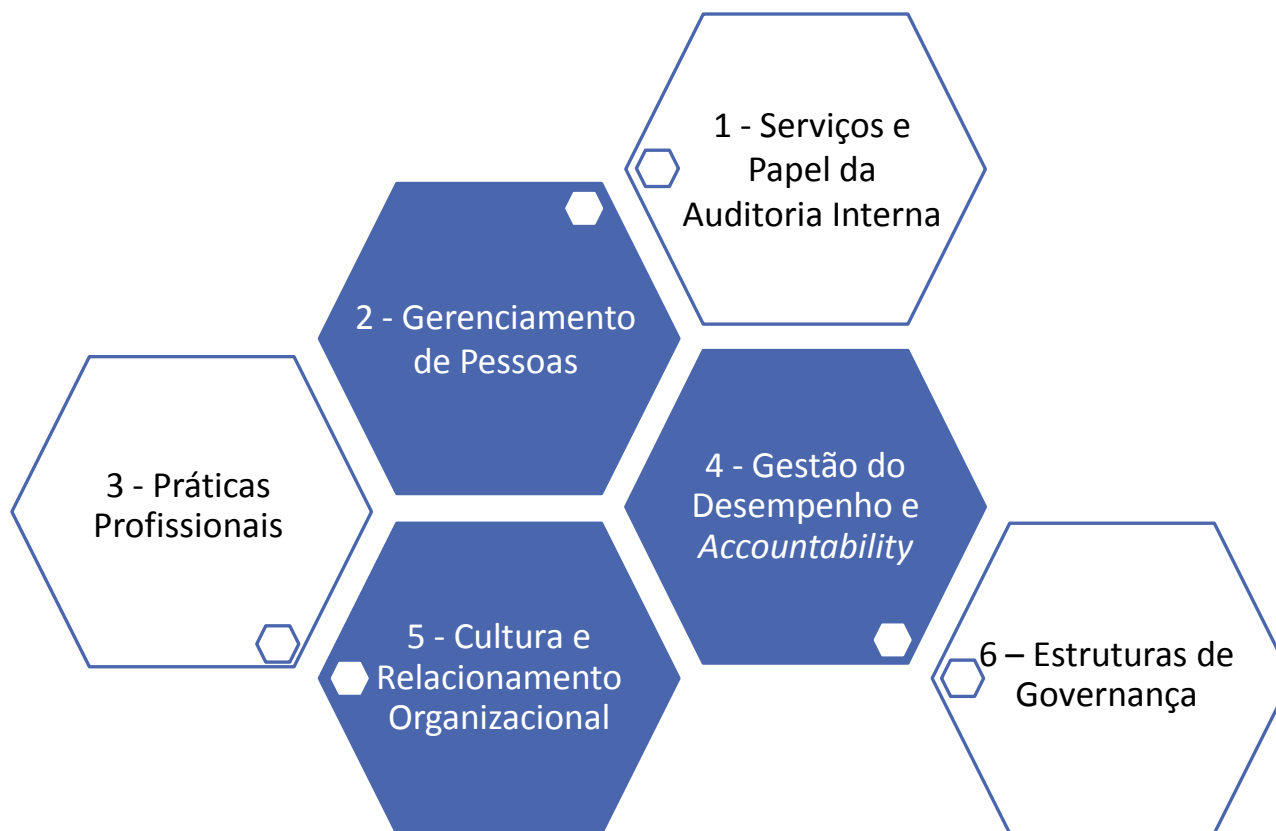 1 - Serviços e
Papel da
Auditoria Interna
2 - Gerenciamento
de Pessoas
3 - Práticas
Profissionais
4 - Gestão do
Desempenho e
Accountability
5 - Cultura e
Relacionamento
Organizacional
6 – Estruturas de
Governança